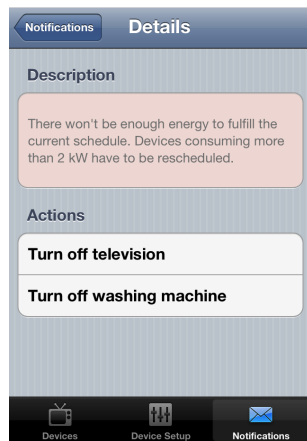 Notifications
Details
Description
There won't be enough energy to fulfill the
current schedule. Devices consuming more
than 2 kW have to be rescheduled.
Actions
Turn off television
Turn off washing machine
Devices
Device Setup
Notifications